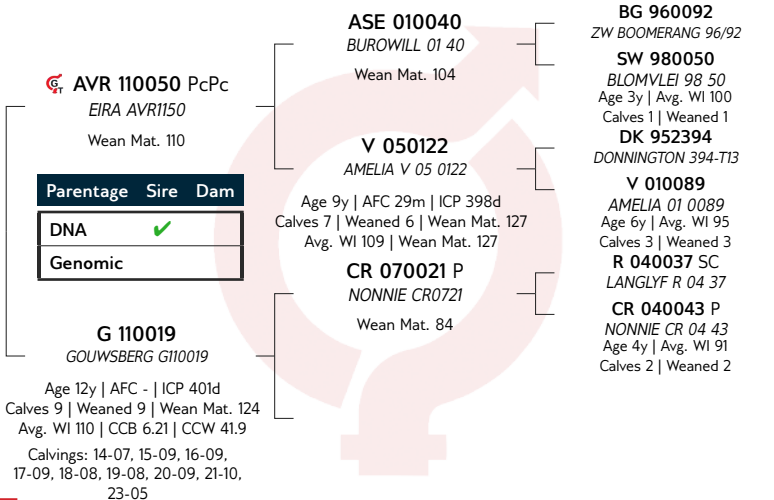 AVR 110050 PcPc
EIRA AVR1150
Wean Mat. 110
Parentage Sire Dam
DNA ✔
Genomic
G 110019
GOUWSBERG G110019
Age 12y | AFC - | ICP 401d
Calves 9 | Weaned 9 | Wean Mat. 124
Avg. WI 110 | CCB 6.21 | CCW 41.9
Calvings: 14-07, 15-09, 16-09,
17-09, 18-08, 19-08, 20-09, 21-10,
23-05
ASE 010040
BUROWILL 01 40
Wean Mat. 104
V 050122
AMELIA V 05 0122
Age 9y | AFC 29m | ICP 398d
Calves 7 | Weaned 6 | Wean Mat. 127
Avg. WI 109 | Wean Mat. 127
CR 070021 P
NONNIE CR0721
Wean Mat. 84
BG 960092
ZW BOOMERANG 96/92
SW 980050
BLOMVLEI 98 50
Age 3y | Avg. WI 100
Calves 1 | Weaned 1
DK 952394
DONNINGTON 394-T13
V 010089
AMELIA 01 0089
Age 6y | Avg. WI 95
Calves 3 | Weaned 3
R 040037 SC
LANGLYF R 04 37
CR 040043 P
NONNIE CR 04 43
Age 4y | Avg. WI 91
Calves 2 | Weaned 2